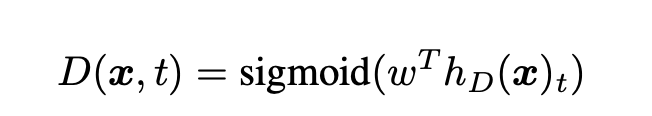 D(x, t) = sigmoid(w^T h_D(x)_t)